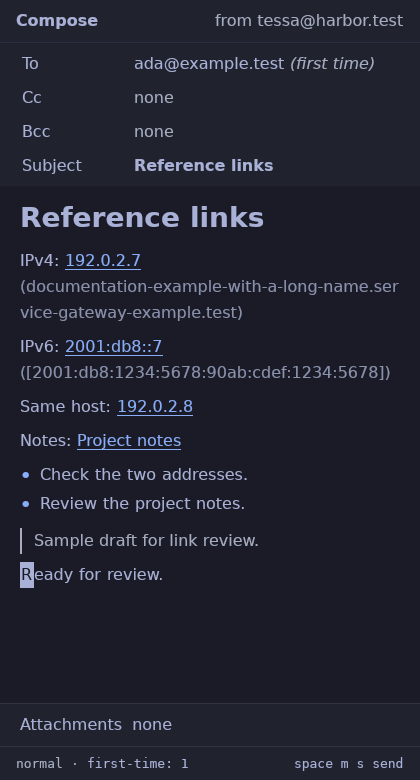 Compose from tessa@harbor.test
To ada@example.test (first time)
Cc none
Bcc none
Subject Reference links
Reference links
IPv4: 192.0.2.7
(documentation-example-with-a-long-name.ser
vice-gateway-example.test)
IPv6: 2001:db8::7
([2001:db8:1234:5678:90ab:cdef:1234:5678])
Same host: 192.0.2.8
Notes: Project notes
• Check the two addresses.
• Review the project notes.
Sample draft for link review.
Ready for review.
Attachments none
normal · first-time: 1 space m s send